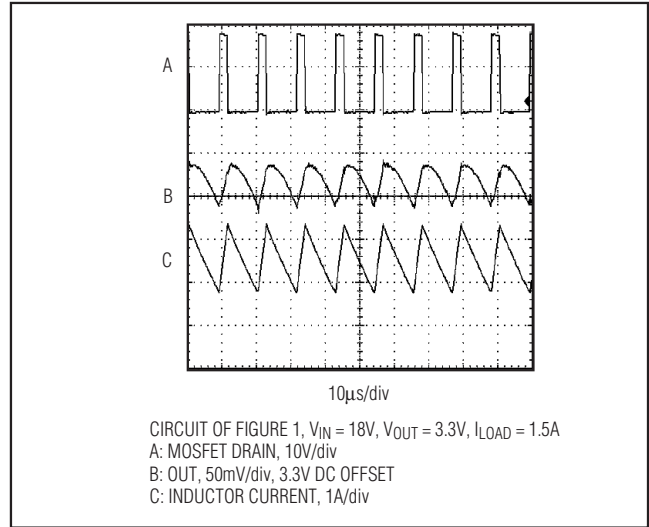 A
B
C
10µs/div
CIRCUIT OF FIGURE 1, VIN = 18V, VOUT = 3.3V, ILOAD = 1.5A
A: MOSFET DRAIN, 10V/div
B: OUT, 50mV/div, 3.3V DC OFFSET
C: INDUCTOR CURRENT, 1A/div